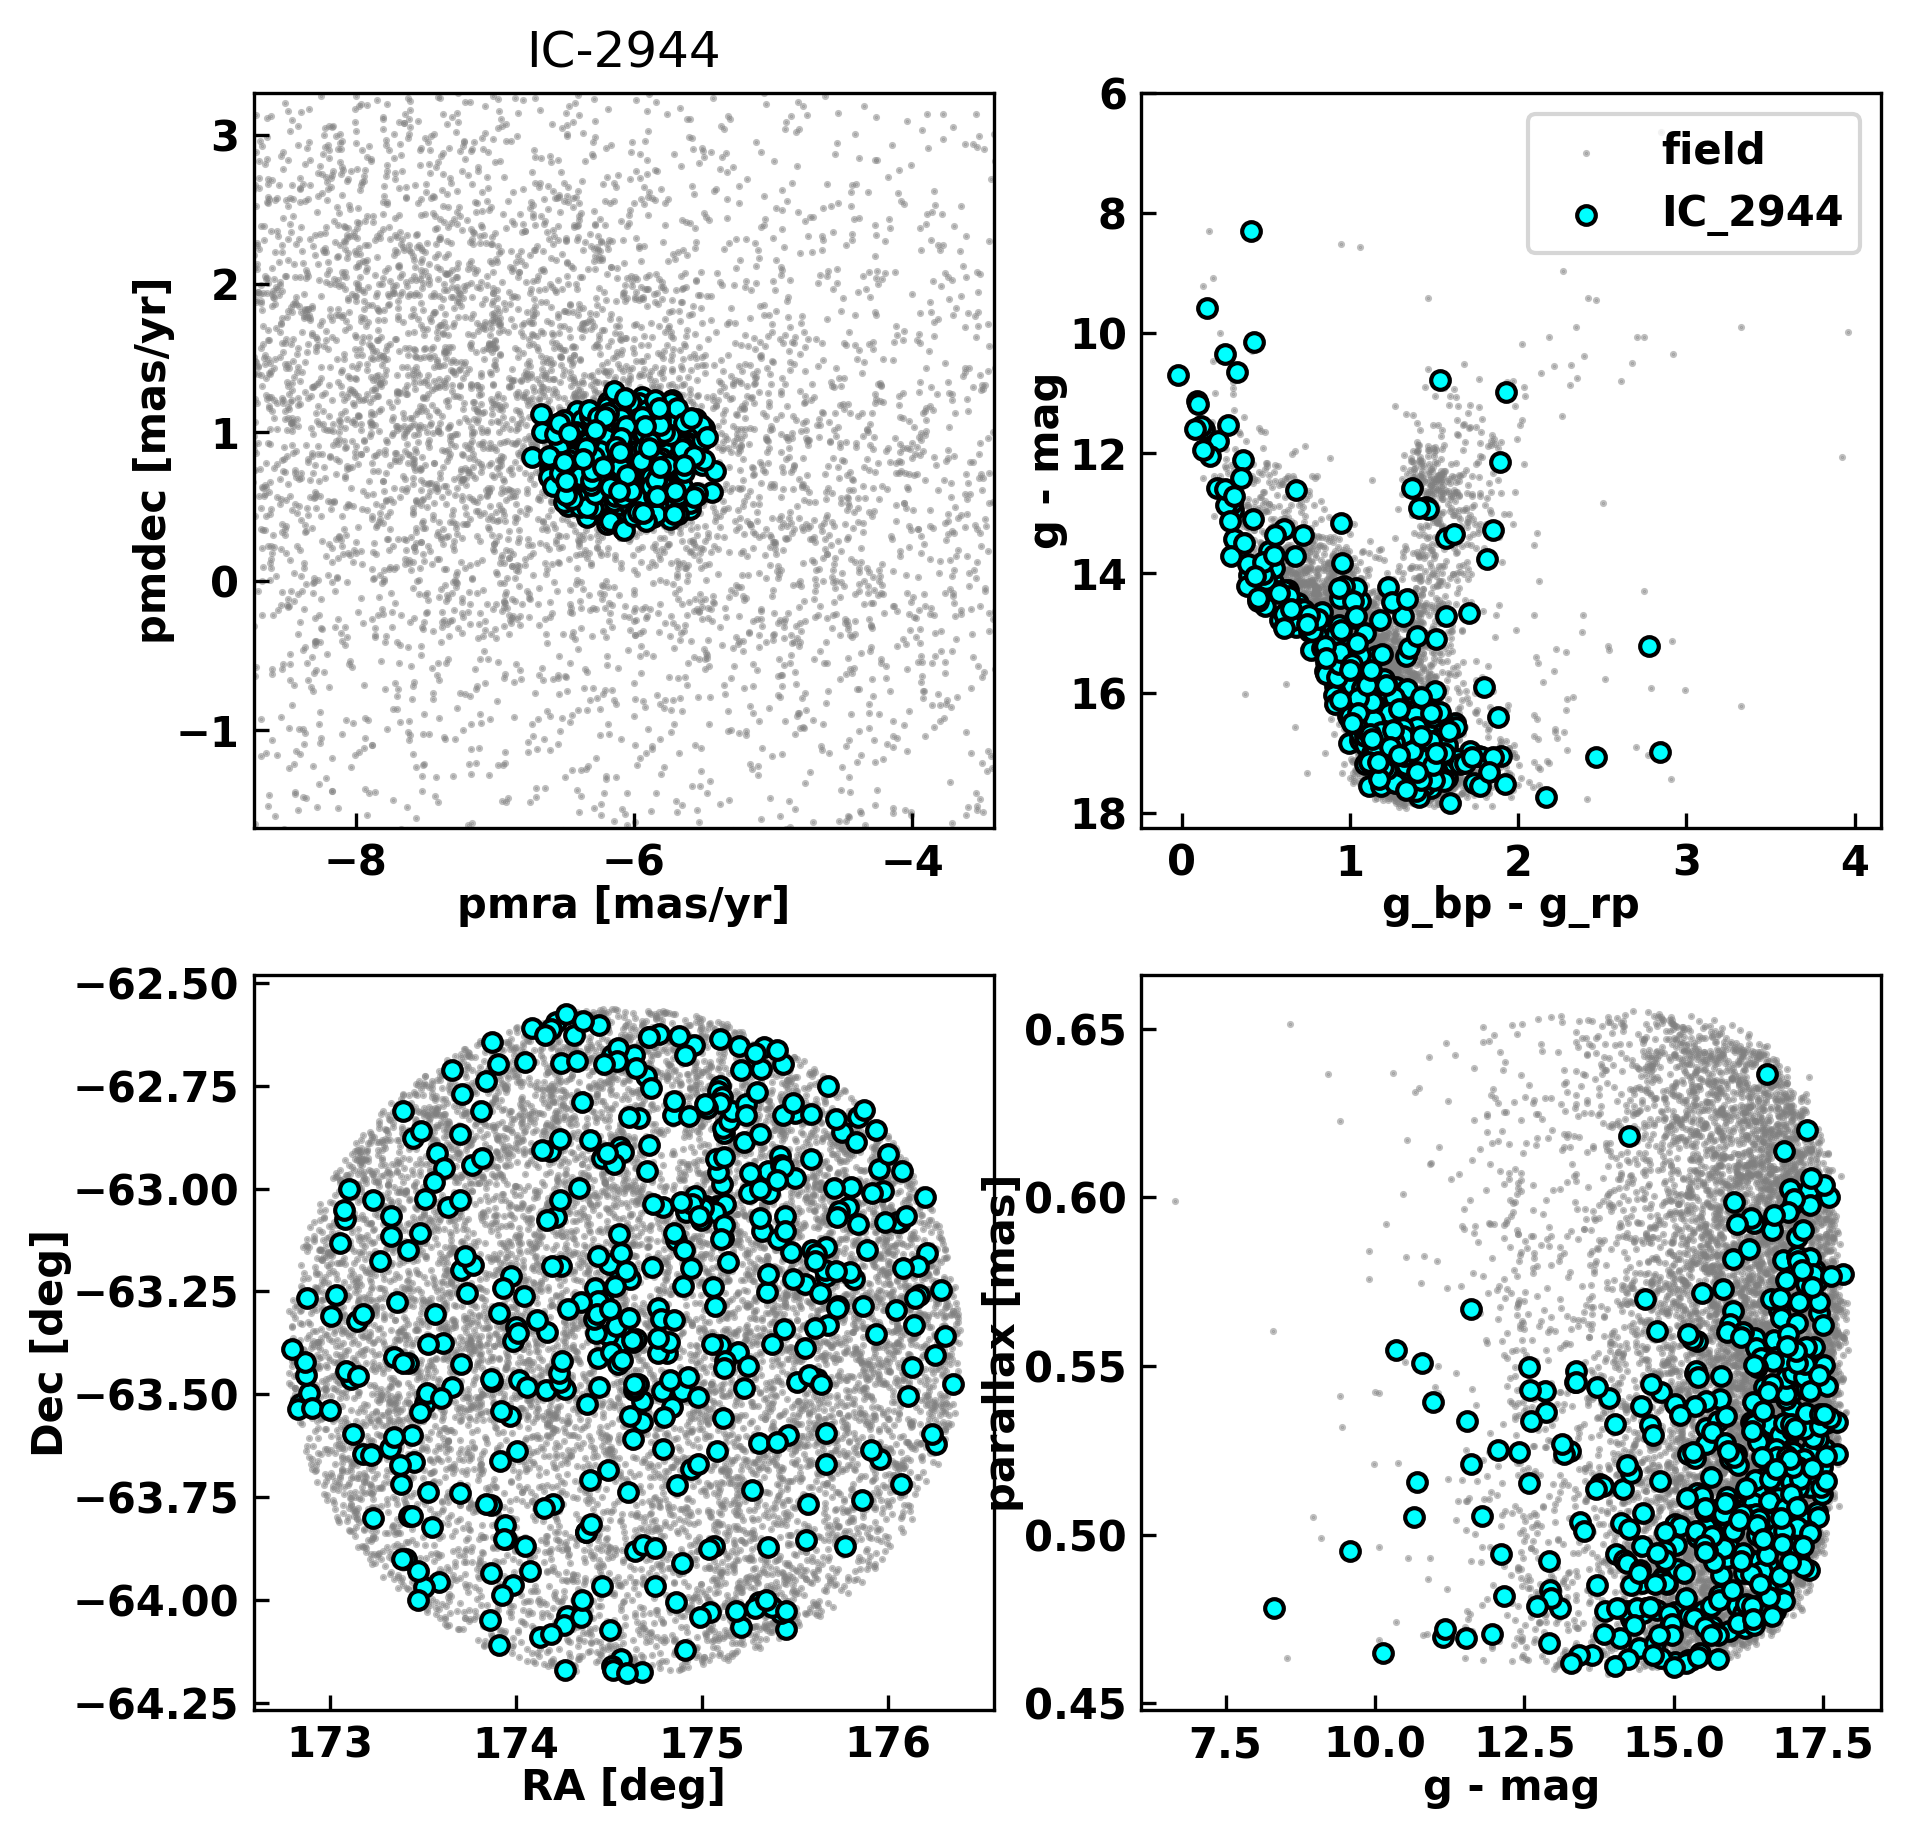 IC-2944
3
2
1
0
−1
pmdec [mas/yr]
−8 −6 −4
pmra [mas/yr]
6
8
10
12
14
16
18
g - mag
field
IC_2944
0 1 2 3 4
g_bp - g_rp
−62.50
−62.75
−63.00
−63.25
−63.50
−63.75
−64.00
−64.25
Dec [deg]
173 174 175 176
RA [deg]
0.65
0.60
0.55
0.50
0.45
parallax [mas]
7.5 10.0 12.5 15.0 17.5
g - mag